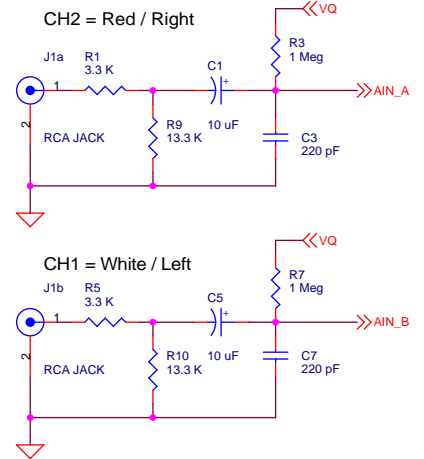 CH2 = Red / Right
VQ
J1a
R1
3.3 K
C1
+
R3
1 Meg
1
AIN_A
2
RCA JACK
R9
13.3 K
10 uF
C3
220 pF
CH1 = White / Left
VQ
J1b
R5
3.3 K
C5
+
R7
1 Meg
1
AIN_B
2
RCA JACK
R10
13.3 K
10 uF
C7
220 pF